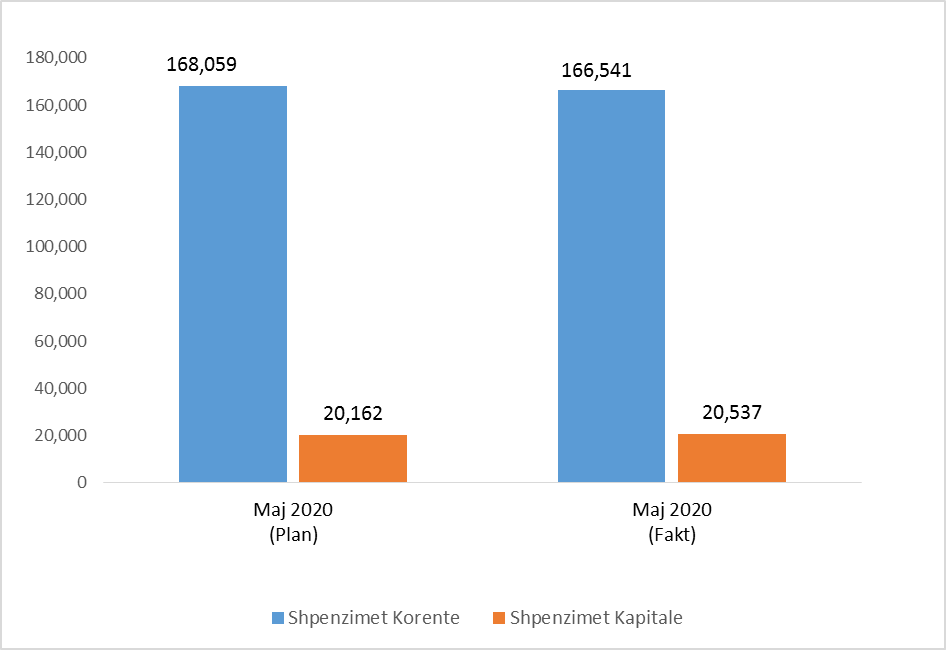 180,000
160,000
140,000
120,000
100,000
80,000
60,000
40,000
20,000
0
168,059
20,162
166,541
20,537
Maj 2020
(Plan)
Maj 2020
(Fakt)
Shpenzimet Korente
Shpenzimet Kapitale